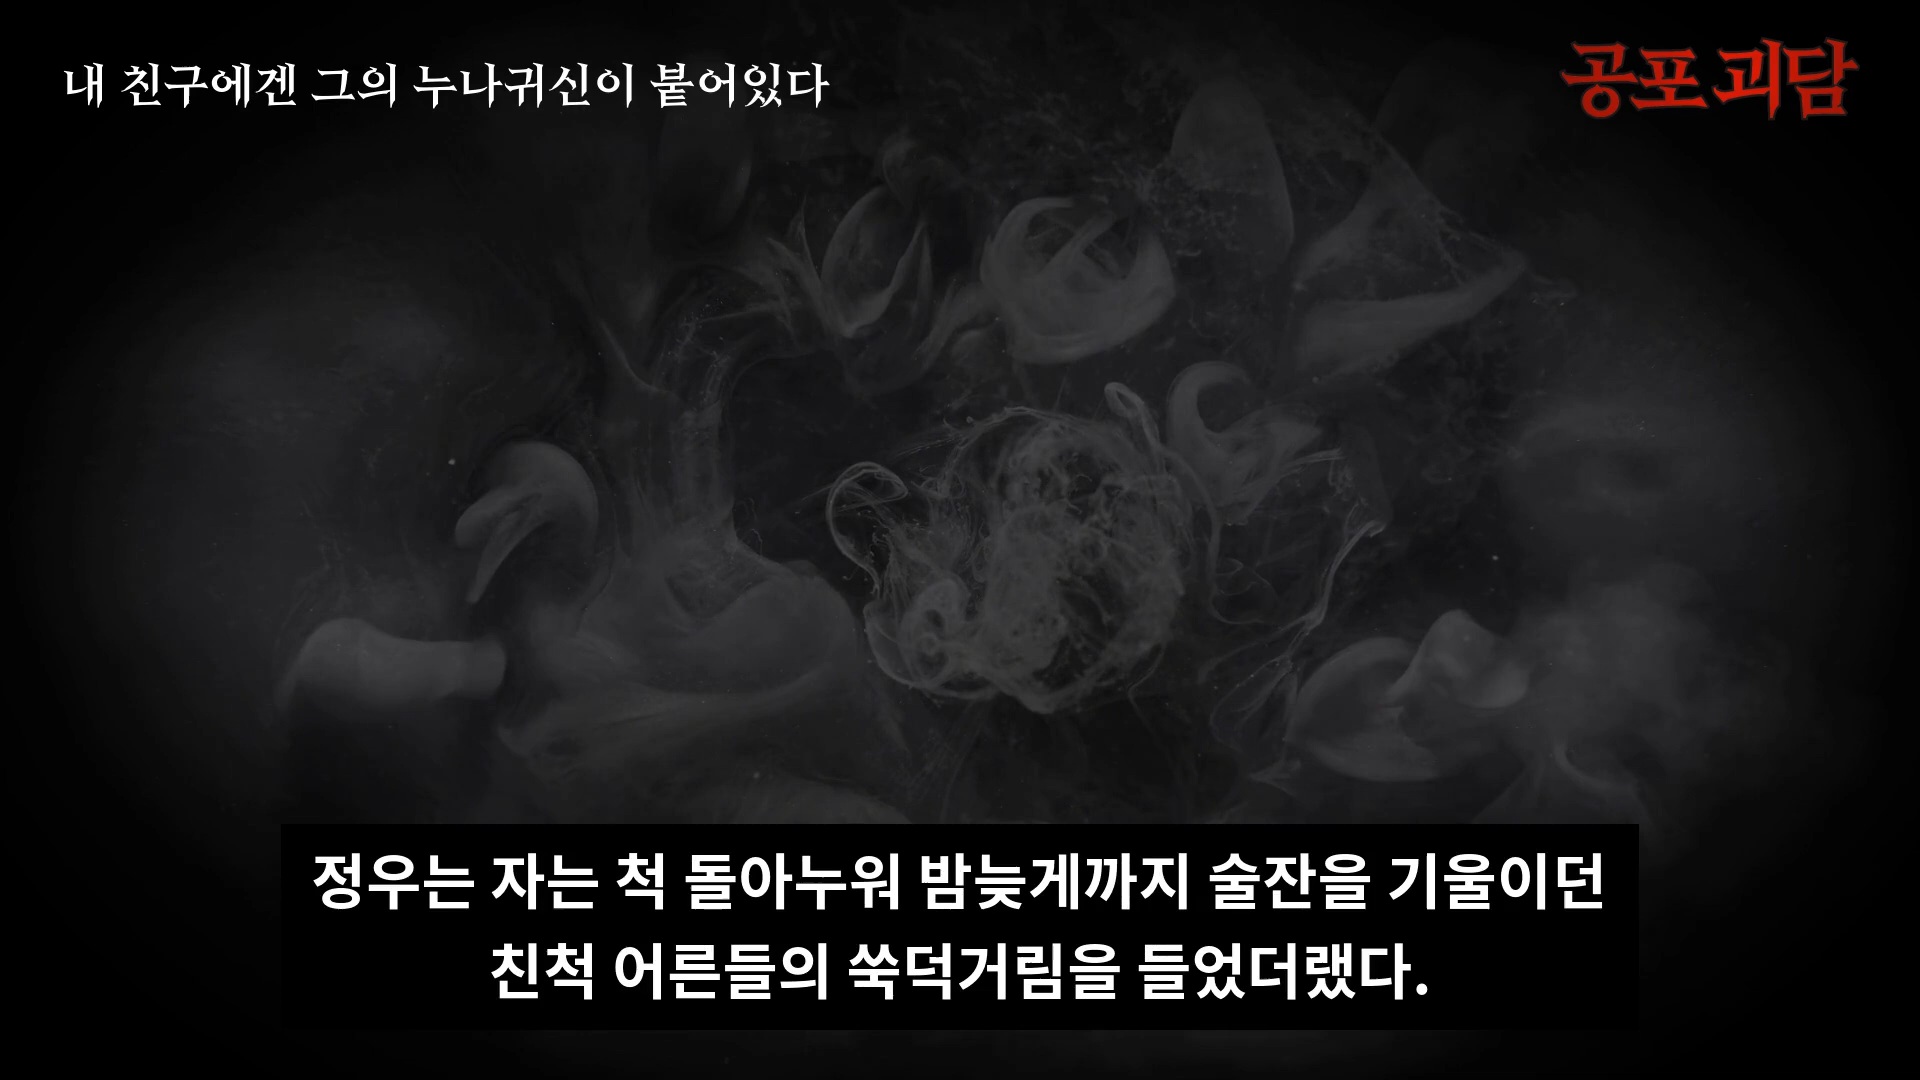 내 친구에겐 그의 누나귀신이 붙어있다
공포 괴담
정우는 자는 척 돌아누워 밤늦게까지 술잔을 기울이던
친척 어른들의 쑥덕거림을 들었더랬다.